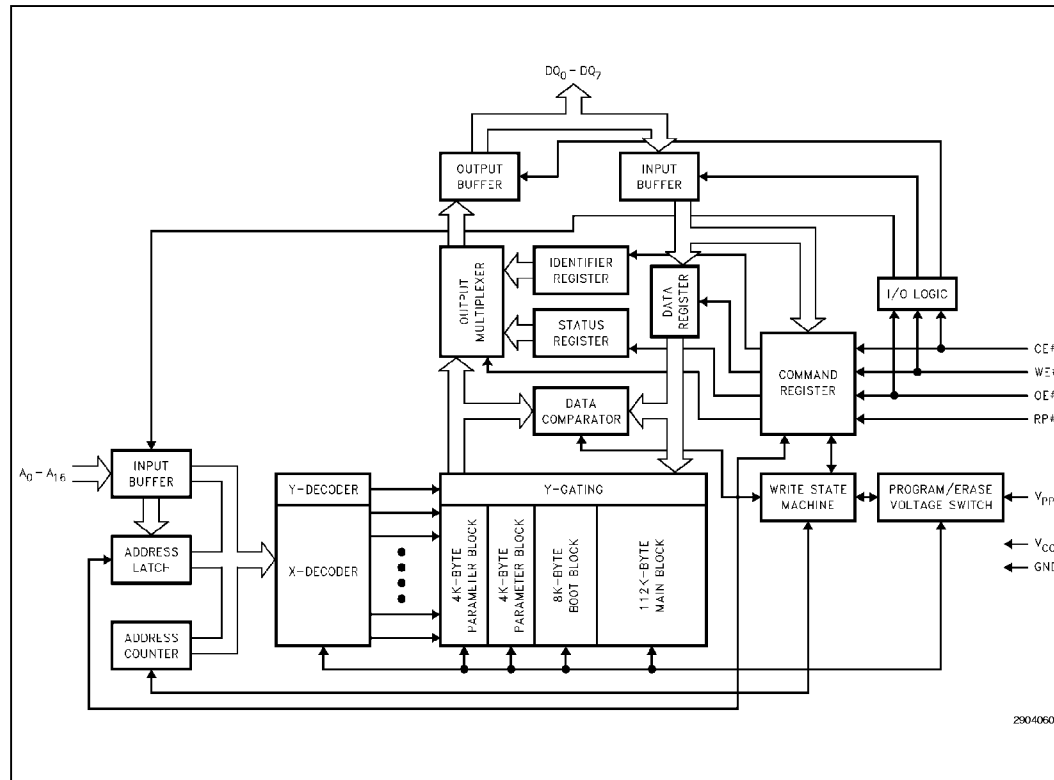 DQ0 – DQ7
OUTPUT
BUFFER
INPUT
BUFFER
OUTPUT
MULTIPLEXER
IDENTIFIER
REGISTER
STATUS
REGISTER
DATA
REGISTER
I/O LOGIC
COMMAND
REGISTER
CE#
WE#
OE#
RP#
DATA
COMPARATOR
A0 – A16
INPUT
BUFFER
Y-DECODER
Y-GATING
WRITE STATE
MACHINE
PROGRAM/ERASE
VOLTAGE SWITCH
VPP
VCC
GND
ADDRESS
LATCH
X-DECODER
4K-BYTE
PARAMETER BLOCK
4K-BYTE
PARAMETER BLOCK
8K-BYTE
BOOT BLOCK
112K-BYTE
MAIN BLOCK
ADDRESS
COUNTER
2904060